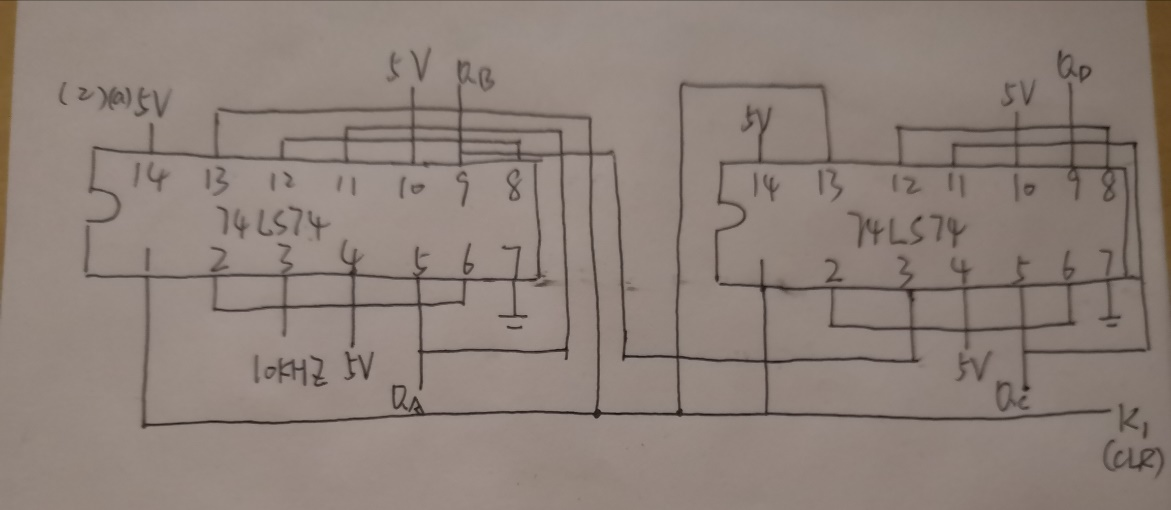 (2)(a) 5V 5V QB 5V 5V QD
14 13 12 11 10 9 8 14 13 12 11 10 9 8
74LS74 74LS74
1 2 3 4 5 6 7 2 3 4 5 6 7
10KHZ 5V QA 5V QC
K1
(CLR)